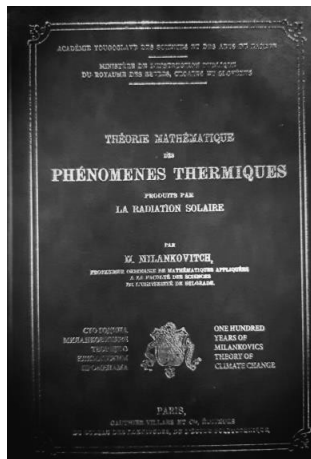 ACADÉMIE YOUGOSLAVE DES SCIENCES ET DES ARTS DE ZAGREB
MINISTÈRE DE L'INSTRUCTION PUBLIQUE
DU ROYAUME DES SERBES, CROATES ET SLOVÈNES
THÉORIE MATHÉMATIQUE
DES
PHÉNOMENES THERMIQUES
PRODUITS PAR
LA RADIATION SOLAIRE
PAR
M. MILANKOVITCH,
PROFESSEUR ORDINAIRE DE MATHÉMATIQUES APPLIQUÉES
A LA FACULTÉ DES SCIENCES
DE L'UNIVERSITÉ DE BELGRADE.
СТО ГОДИНА
ONE HUNDRED
YEARS OF
MILANKOVICS
THEORY OF
CLIMATE CHANGE
PARIS,
GAUTHIER-VILLARS ET Cie, ÉDITEURS